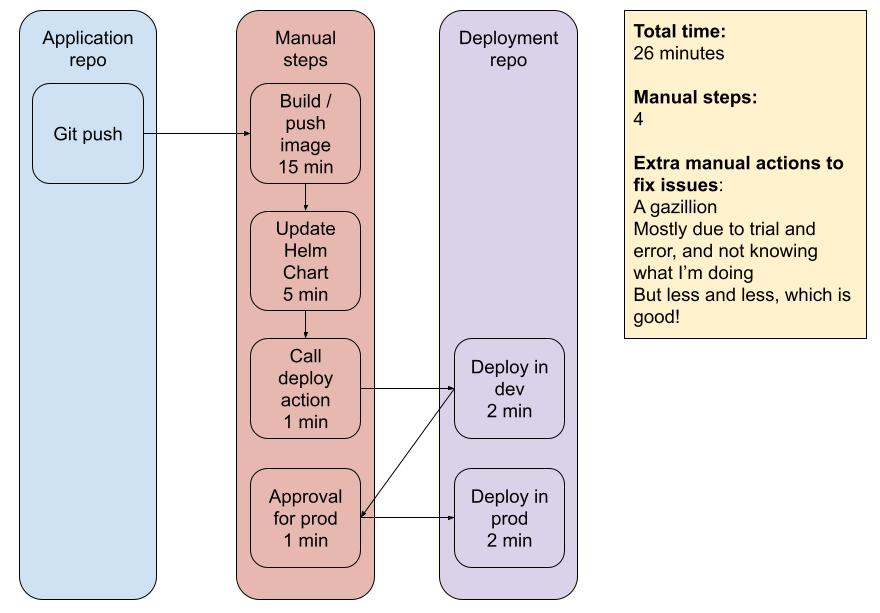 Application
repo
Git push
Manual
steps
Build /
push
image
15 min
Update
Helm
Chart
5 min
Call
deploy
action
1 min
Approval
for prod
1 min
Deployment
repo
Deploy in
dev
2 min
Deploy in
prod
2 min
Total time:
26 minutes
Manual steps:
4
Extra manual actions to
fix issues:
A gazillion
Mostly due to trial and
error, and not knowing
what I'm doing
But less and less, which is
good!